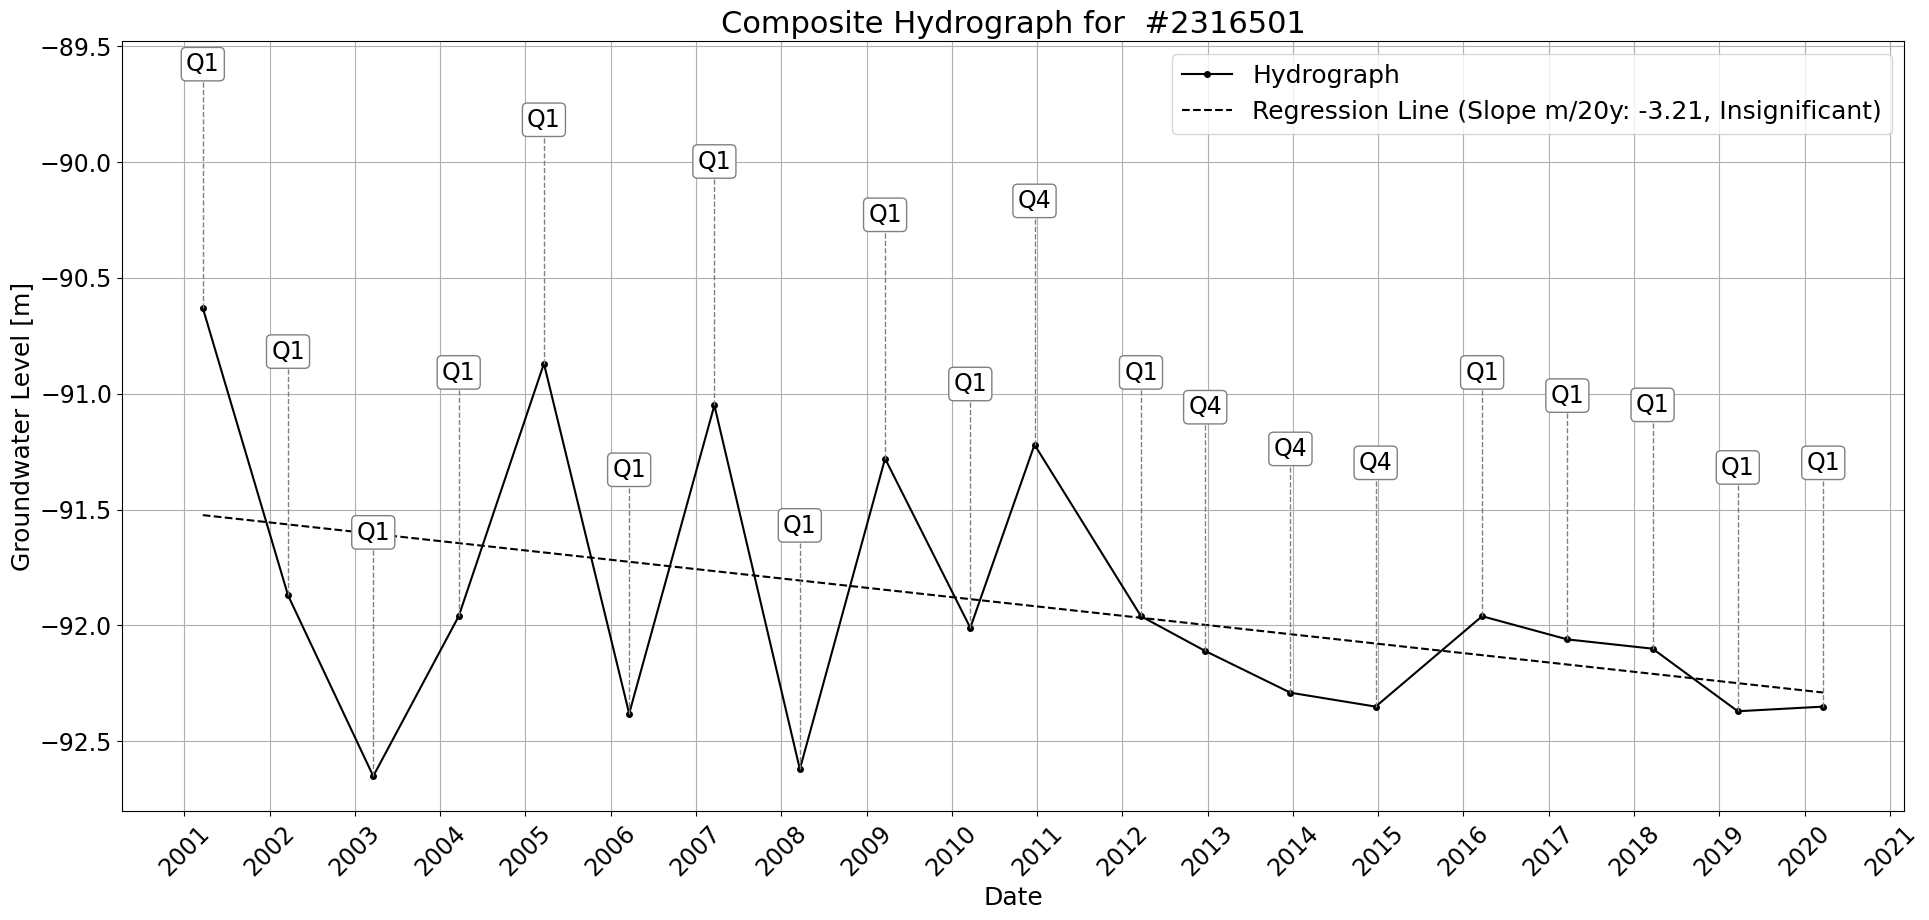 Composite Hydrograph for  #2316501
Hydrograph
Regression Line (Slope m/20y: -3.21, Insignificant)
Groundwater Level [m]
−89.5
−90.0
−90.5
−91.0
−91.5
−92.0
−92.5
Q1
Q1
Q1
Q1
Q1
Q1
Q1
Q1
Q1
Q1
Q4
Q1
Q4
Q4
Q4
Q1
Q1
Q1
Q1
Q1
2001
2002
2003
2004
2005
2006
2007
2008
2009
2010
2011
2012
2013
2014
2015
2016
2017
2018
2019
2020
2021
Date